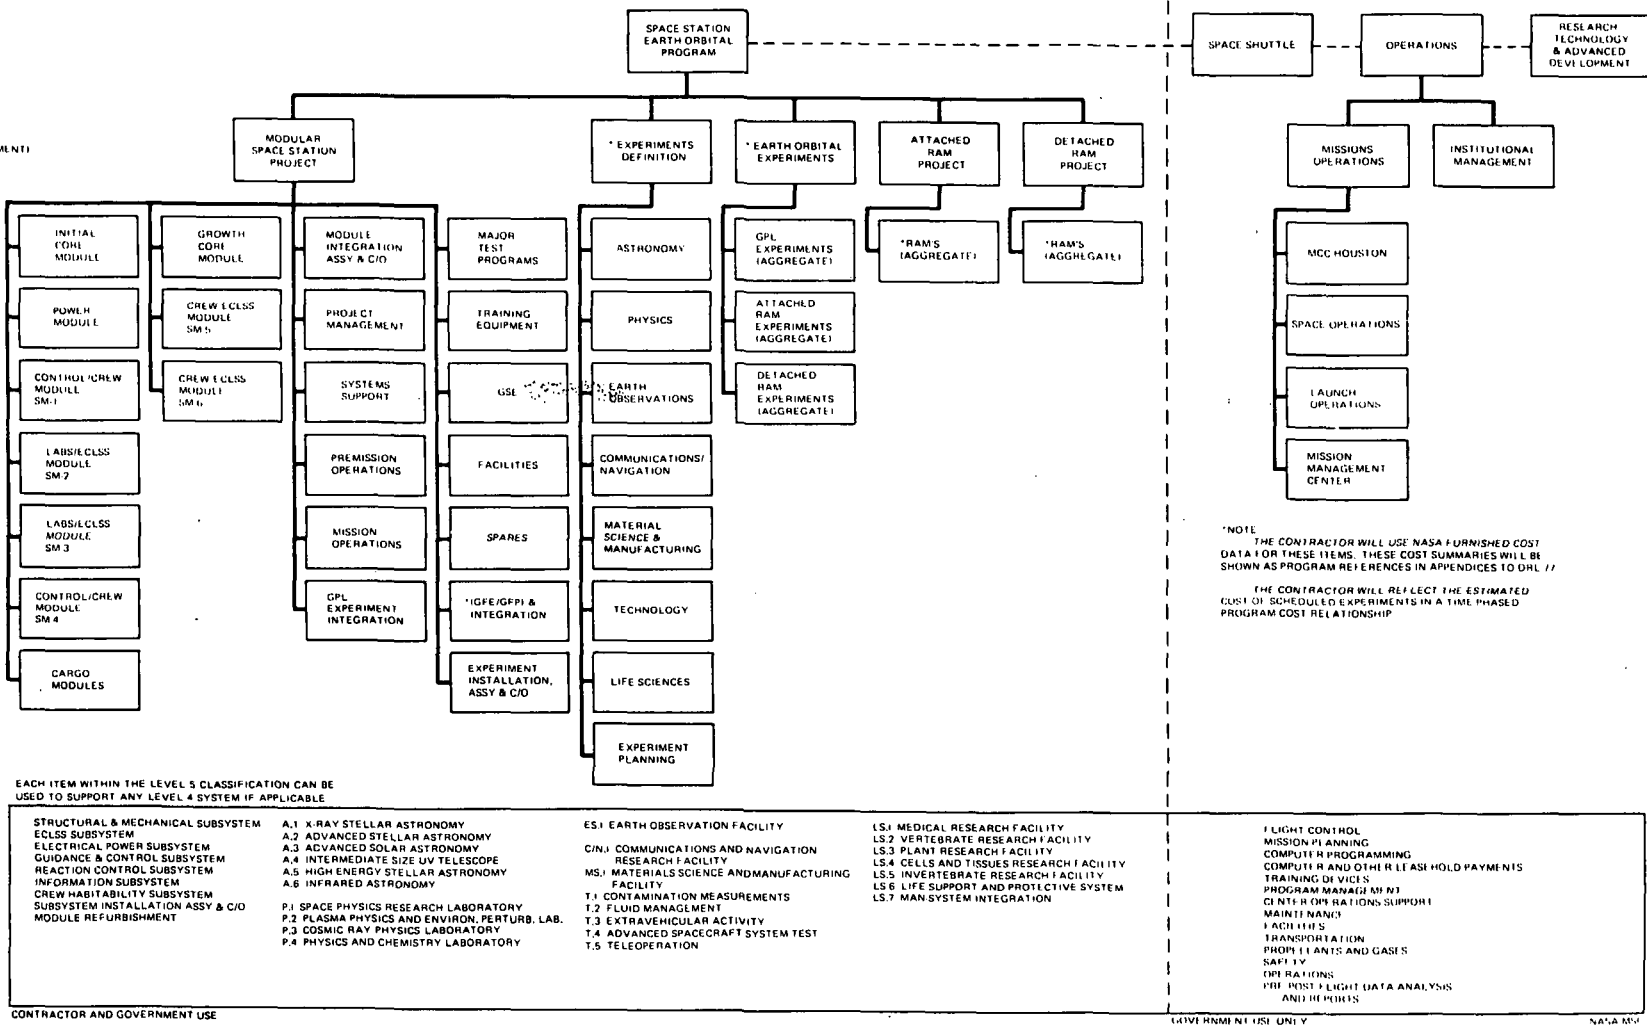 SPACE STATION
EARTH ORBITAL
PROGRAM
SPACE SHUTTLE
OPERATIONS
RESEARCH
TECHNOLOGY
& ADVANCED
DEVELOPMENT
MENT)
MODULAR
SPACE STATION
PROJECT
* EXPERIMENTS
DEFINITION
* EARTH ORBITAL
EXPERIMENTS
ATTACHED
RAM
PROJECT
DETACHED
RAM
PROJECT
MISSIONS
OPERATIONS
INSTITUTIONAL
MANAGEMENT
INITIAL
CORE
MODULE
POWER
MODULE
CONTROL/CREW
MODULE
SM-1
LABS/ECLSS
MODULE
SM-2
LABS/ECLSS
MODULE
SM 3
CONTROL/CREW
MODULE
SM 4
CARGO
MODULES
GROWTH
CORE
MODULE
CREW ECLSS
MODULE
SM-5
CREW ECLSS
MODULE
SM-6
MODULE
INTEGRATION
ASSY & C/O
PROJECT
MANAGEMENT
SYSTEMS
SUPPORT
PREMISSION
OPERATIONS
MISSION
OPERATIONS
GPL
EXPERIMENT
INTEGRATION
MAJOR
TEST
PROGRAMS
TRAINING
EQUIPMENT
GSE
FACILITIES
SPARES
*(GFE/GFP) &
INTEGRATION
EXPERIMENT
INSTALLATION,
ASSY & C/O
ASTRONOMY
PHYSICS
EARTH
OBSERVATIONS
COMMUNICATIONS/
NAVIGATION
MATERIAL
SCIENCE &
MANUFACTURING
TECHNOLOGY
LIFE SCIENCES
EXPERIMENT
PLANNING
GPL
EXPERIMENTS
(AGGREGATE)
ATTACHED
RAM
EXPERIMENTS
(AGGREGATE)
DETACHED
RAM
EXPERIMENTS
(AGGREGATE)
*RAM'S
(AGGREGATE)
*RAM'S
(AGGREGATE)
MCC HOUSTON
SPACE OPERATIONS
LAUNCH
OPERATIONS
MISSION
MANAGEMENT
CENTER
*NOTE
THE CONTRACTOR WILL USE NASA FURNISHED COST
DATA FOR THESE ITEMS. THESE COST SUMMARIES WILL BE
SHOWN AS PROGRAM REFERENCES IN APPENDICES TO DRL 77
THE CONTRACTOR WILL REFLECT THE ESTIMATED
COST OF SCHEDULED EXPERIMENTS IN A TIME PHASED
PROGRAM COST RELATIONSHIP
EACH ITEM WITHIN THE LEVEL 5 CLASSIFICATION CAN BE
USED TO SUPPORT ANY LEVEL 4 SYSTEM IF APPLICABLE
STRUCTURAL & MECHANICAL SUBSYSTEM
ECLSS SUBSYSTEM
ELECTRICAL POWER SUBSYSTEM
GUIDANCE & CONTROL SUBSYSTEM
REACTION CONTROL SUBSYSTEM
INFORMATION SUBSYSTEM
CREW HABITABILITY SUBSYSTEM
SUBSYSTEM INSTALLATION ASSY & C/O
MODULE REFURBISHMENT
A.1 X-RAY STELLAR ASTRONOMY
A.2 ADVANCED STELLAR ASTRONOMY
A.3 ADVANCED SOLAR ASTRONOMY
A.4 INTERMEDIATE SIZE UV TELESCOPE
A.5 HIGH ENERGY STELLAR ASTRONOMY
A.6 INFRARED ASTRONOMY
P.1 SPACE PHYSICS RESEARCH LABORATORY
P.2 PLASMA PHYSICS AND ENVIRON. PERTURB. LAB.
P.3 COSMIC RAY PHYSICS LABORATORY
P.4 PHYSICS AND CHEMISTRY LABORATORY
ES.1 EARTH OBSERVATION FACILITY
C/N.1 COMMUNICATIONS AND NAVIGATION
RESEARCH FACILITY
MS.1 MATERIALS SCIENCE ANDMANUFACTURING
FACILITY
T.1 CONTAMINATION MEASUREMENTS
T.2 FLUID MANAGEMENT
T.3 EXTRAVEHICULAR ACTIVITY
T.4 ADVANCED SPACECRAFT SYSTEM TEST
T.5 TELEOPERATION
LS.1 MEDICAL RESEARCH FACILITY
LS.2 VERTEBRATE RESEARCH FACILITY
LS.3 PLANT RESEARCH FACILITY
LS.4 CELLS AND TISSUES RESEARCH FACILITY
LS.5 INVERTEBRATE RESEARCH FACILITY
LS 6 LIFE SUPPORT AND PROTECTIVE SYSTEM
LS.7 MAN-SYSTEM INTEGRATION
FLIGHT CONTROL
MISSION PLANNING
COMPUTER PROGRAMMING
COMPUTER AND OTHER LEASEHOLD PAYMENTS
TRAINING DEVICES
PROGRAM MANAGEMENT
CENTER OPERATIONS SUPPORT
MAINTENANCE
FACILITIES
TRANSPORTATION
PROPELLANTS AND GASES
SAFETY
OPERATIONS
PRE POST FLIGHT DATA ANALYSIS
AND REPORTS
CONTRACTOR AND GOVERNMENT USE
GOVERNMENT USE ONLY
NASA MSF